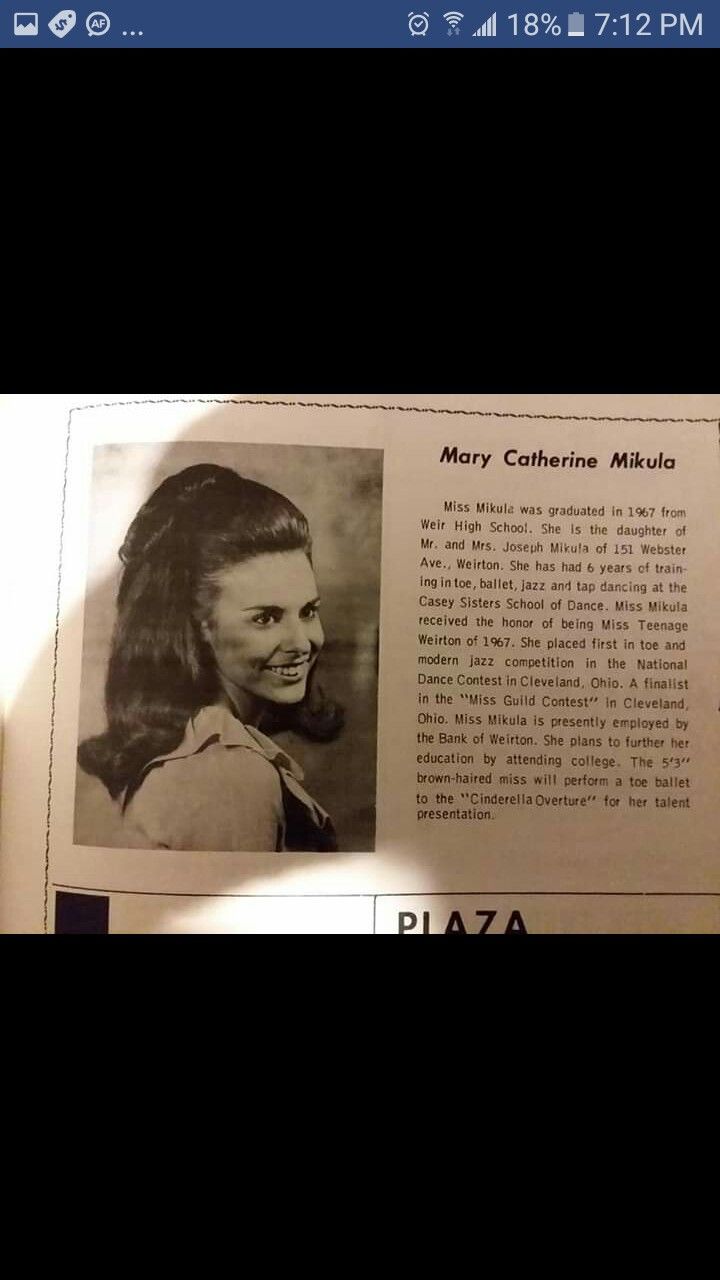 AF ... 18% 7:12 PM
Mary Catherine Mikula
Miss Mikula was graduated in 1967 from
Weir High School. She is the daughter of
Mr. and Mrs. Joseph Mikula of 151 Webster
Ave., Weirton. She has had 6 years of train-
ing in toe, ballet, jazz and tap dancing at the
Casey Sisters School of Dance. Miss Mikula
received the honor of being Miss Teenage
Weirton of 1967. She placed first in toe and
modern jazz competition in the National
Dance Contest in Cleveland, Ohio. A finalist
in the "Miss Guild Contest" in Cleveland,
Ohio. Miss Mikula is presently employed by
the Bank of Weirton. She plans to further her
education by attending college. The 5'3"
brown-haired miss will perform a toe ballet
to the "Cinderella Overture" for her talent
presentation.
PLAZA